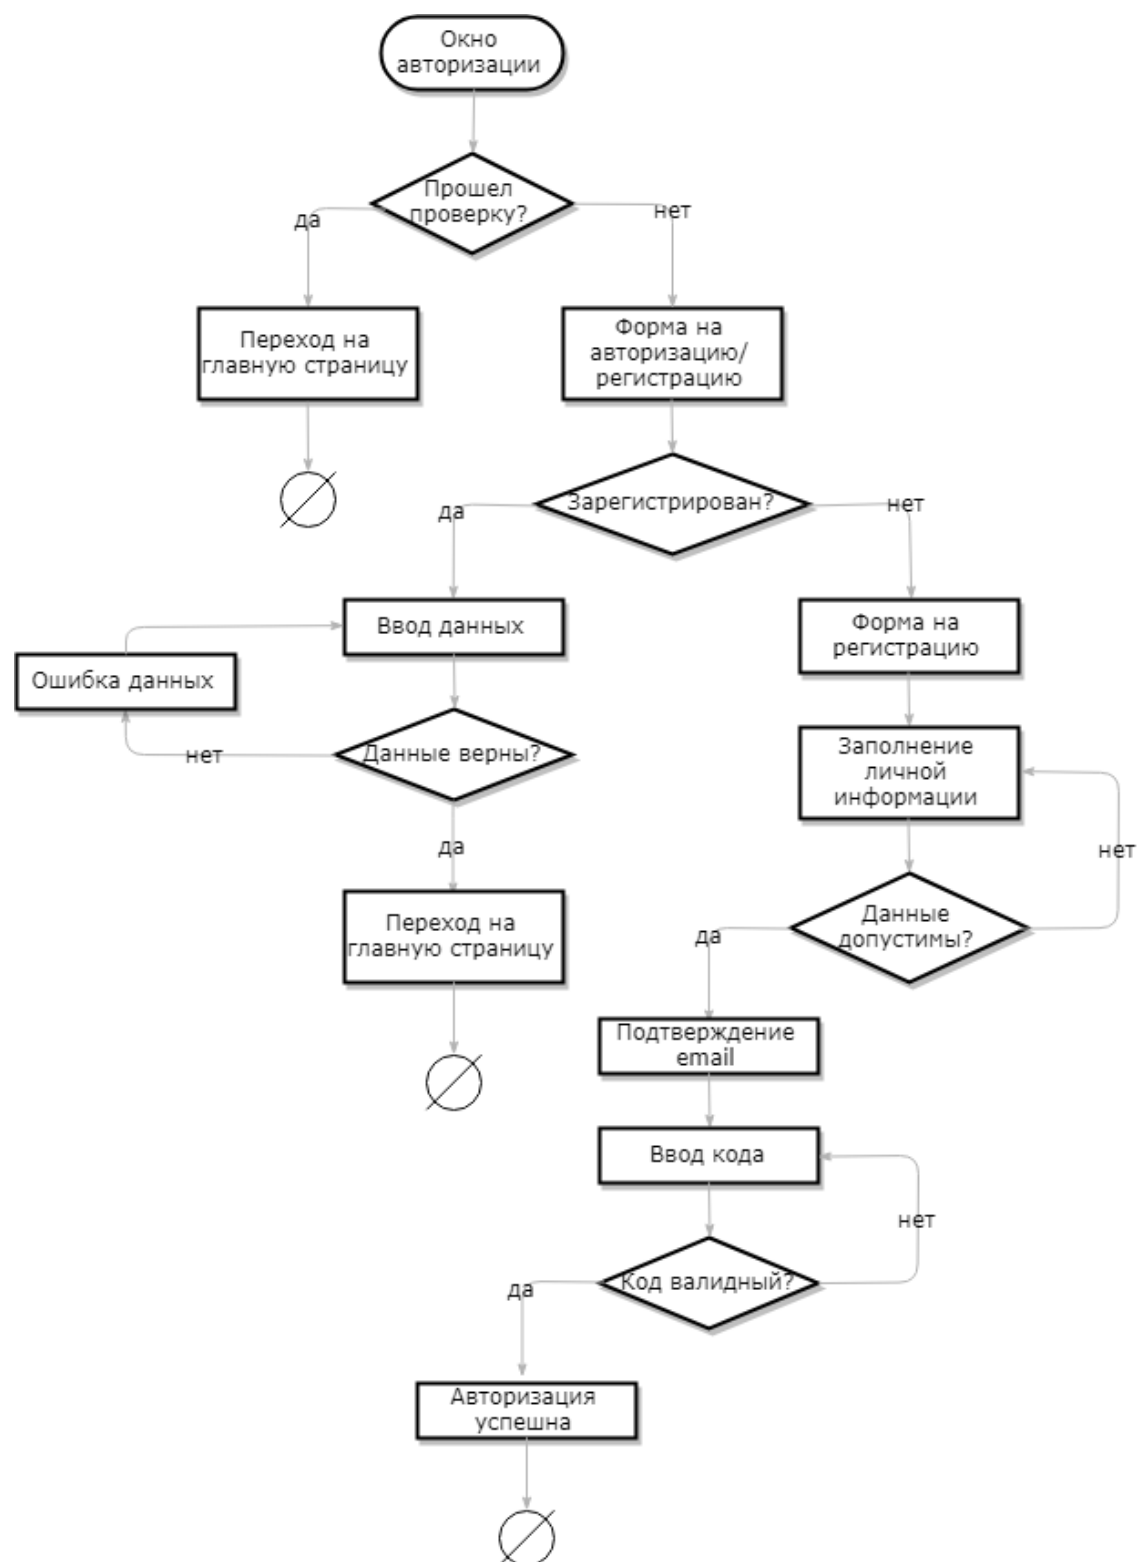 Окно
авторизации
Прошел
проверку?
да
нет
Переход на
главную страницу
Форма на
авторизацию/
регистрацию
Зарегистрирован?
да
нет
Ввод данных
Форма на
регистрацию
Ошибка данных
Данные верны?
нет
Заполнение
личной
информации
да
нет
Переход на
главную страницу
Данные
допустимы?
да
Подтверждение
email
Ввод кода
нет
Код валидный?
да
Авторизация
успешна